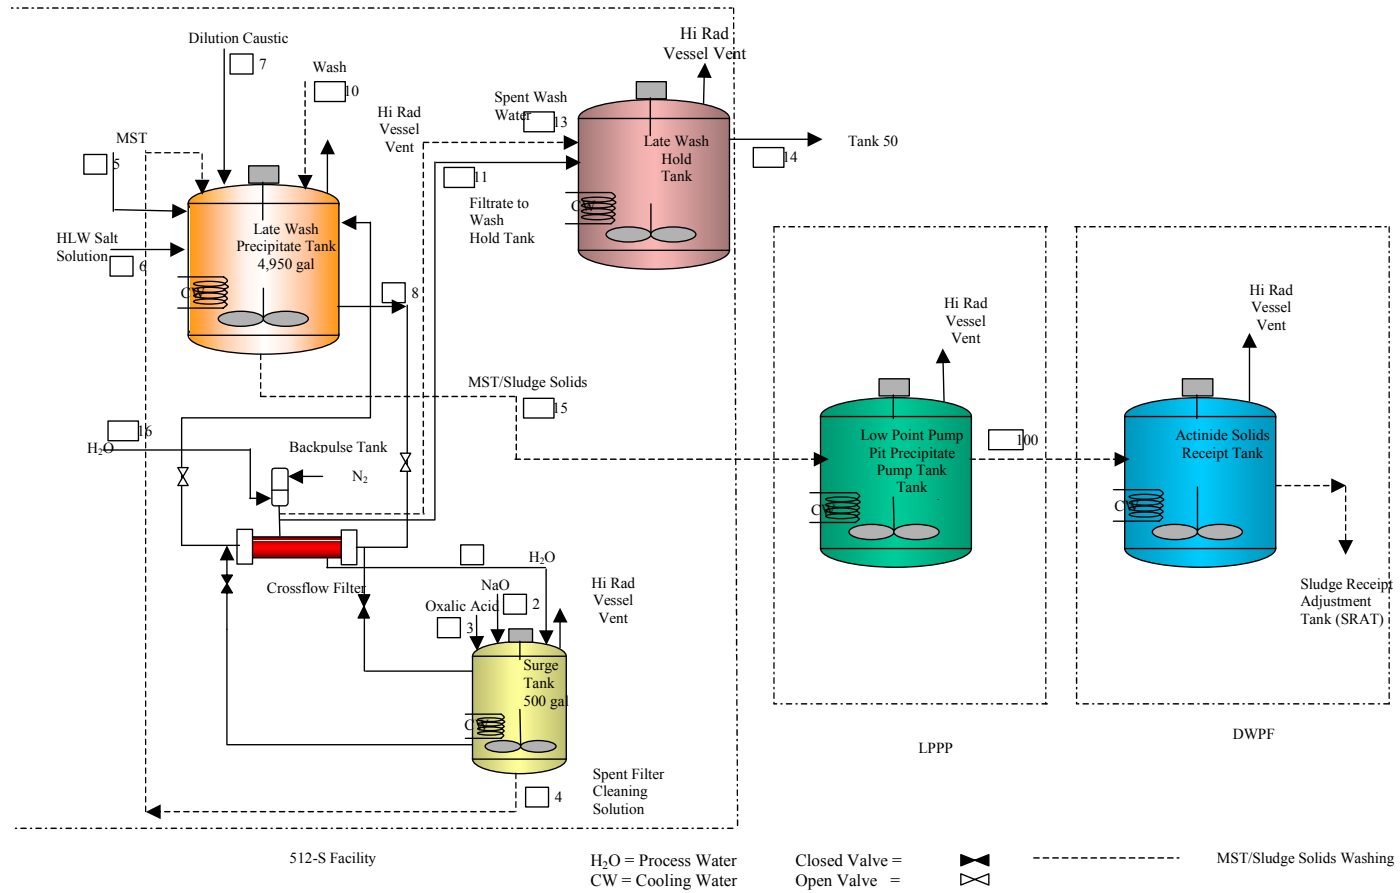 Dilution Caustic
7
Wash
10
MST
5
Hi Rad
Vessel
Vent
HLW Salt
Solution
6
Late Wash
Precipitate Tank
4,950 gal
CW
8
Spent Wash
Water
13
11
Filtrate to
Wash
Hold Tank
Hi Rad
Vessel Vent
Late Wash
Hold
Tank
CW
14
Tank 50
MST/Sludge Solids
15
16
H₂O
Backpulse Tank
N₂
Crossflow Filter
H₂O
NaO
2
Oxalic Acid
3
Hi Rad
Vessel
Vent
Surge
Tank
500 gal
CW
4
Spent Filter
Cleaning
Solution
Hi Rad
Vessel
Vent
Low Point Pump
Pit Precipitate
Pump Tank
Tank
CW
100
Hi Rad
Vessel
Vent
Actinide Solids
Receipt Tank
CW
Sludge Receipt
Adjustment
Tank (SRAT)
LPPP
DWPF
512-S Facility
H₂O = Process Water
CW = Cooling Water
Closed Valve =
Open Valve =
MST/Sludge Solids Washing